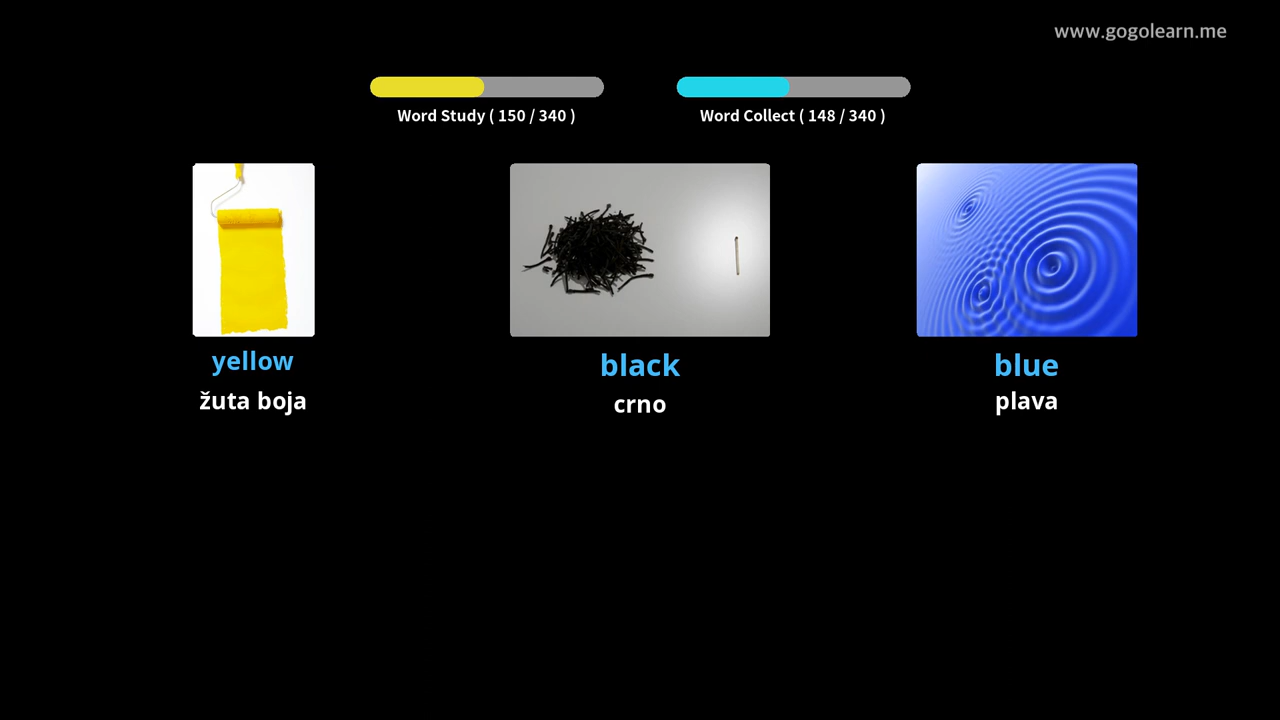 www.gogolearn.me
Word Study ( 150 / 340 )
Word Collect ( 148 / 340 )
yellow
žuta boja
black
crno
blue
plava